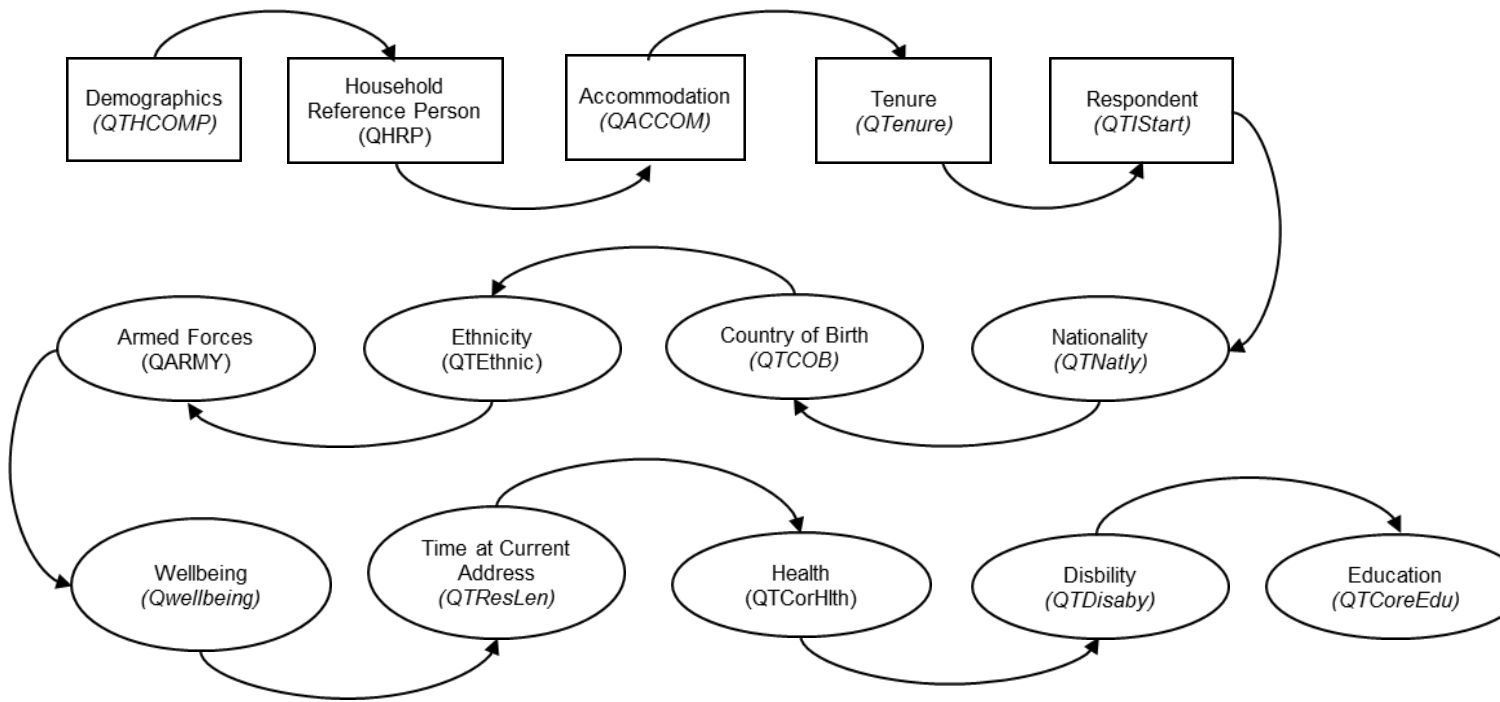 Demographics
(QTHCOMP)
Household
Reference Person
(QHRP)
Accommodation
(QACCOM)
Tenure
(QTenure)
Respondent
(QTIStart)
Armed Forces
(QARMY)
Ethnicity
(QTEthnic)
Country of Birth
(QTCOB)
Nationality
(QTNatly)
Wellbeing
(Qwellbeing)
Time at Current
Address
(QTResLen)
Health
(QTCorHlth)
Disbility
(QTDisaby)
Education
(QTCoreEdu)